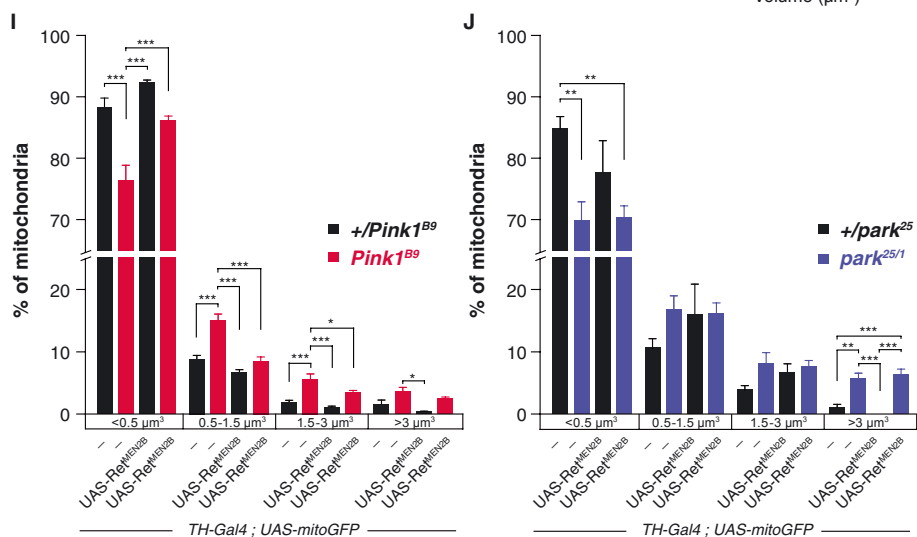 volume (µm³)
I
% of mitochondria
100
90
80
70
20
10
0
*** *** ***
*** *** ***
*** *** *
*
+/Pink1ᴮ⁹
Pink1ᴮ⁹
<0.5 µm³ 0.5-1.5 µm³ 1.5-3 µm³ >3 µm³
– – UAS-Retᴹᴱᴺ²ᴮ UAS-Retᴹᴱᴺ²ᴮ – – UAS-Retᴹᴱᴺ²ᴮ UAS-Retᴹᴱᴺ²ᴮ – – UAS-Retᴹᴱᴺ²ᴮ UAS-Retᴹᴱᴺ²ᴮ – – UAS-Retᴹᴱᴺ²ᴮ UAS-Retᴹᴱᴺ²ᴮ
TH-Gal4 ; UAS-mitoGFP
J
% of mitochondria
100
90
80
70
20
10
0
** **
** *** *** ***
+/park²⁵
park²⁵/¹
<0.5 µm³ 0.5-1.5 µm³ 1.5-3 µm³ >3 µm³
– – UAS-Retᴹᴱᴺ²ᴮ UAS-Retᴹᴱᴺ²ᴮ – – UAS-Retᴹᴱᴺ²ᴮ UAS-Retᴹᴱᴺ²ᴮ – – UAS-Retᴹᴱᴺ²ᴮ UAS-Retᴹᴱᴺ²ᴮ – – UAS-Retᴹᴱᴺ²ᴮ UAS-Retᴹᴱᴺ²ᴮ
TH-Gal4 ; UAS-mitoGFP